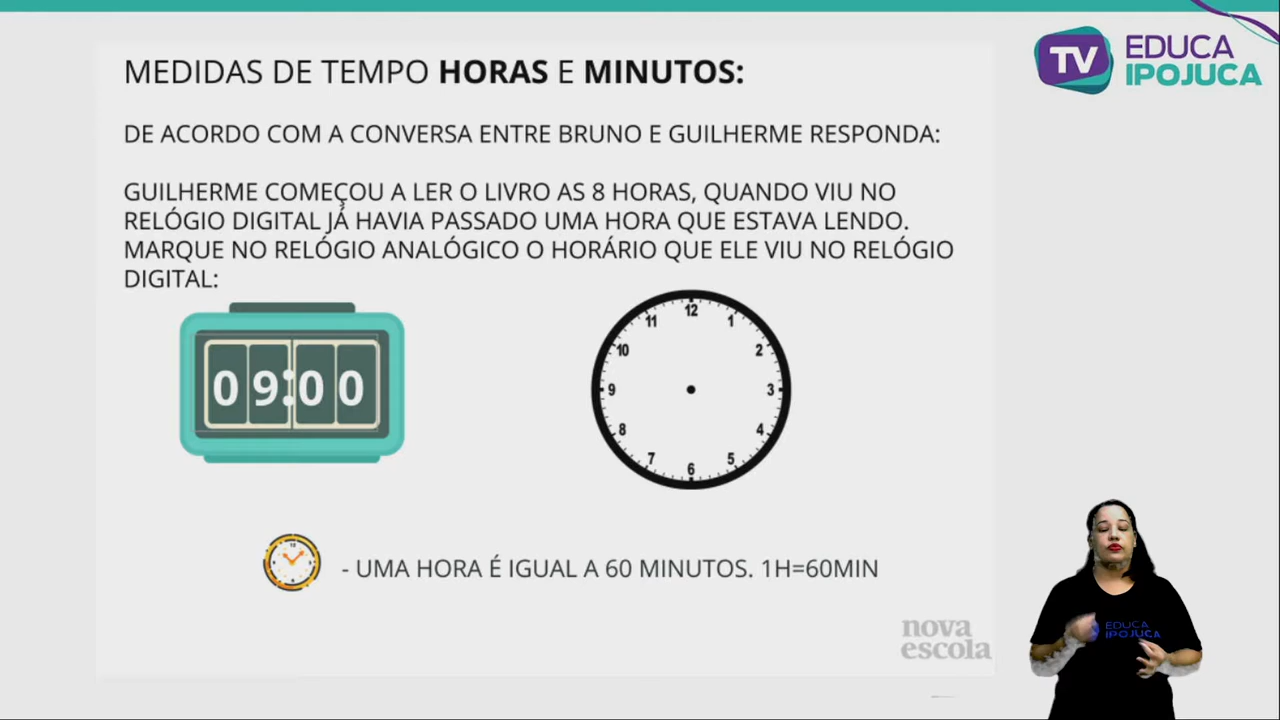 MEDIDAS DE TEMPO HORAS E MINUTOS:
TV EDUCA
IPOJUCA
DE ACORDO COM A CONVERSA ENTRE BRUNO E GUILHERME RESPONDA:
GUILHERME COMEÇOU A LER O LIVRO AS 8 HORAS, QUANDO VIU NO
RELÓGIO DIGITAL JÁ HAVIA PASSADO UMA HORA QUE ESTAVA LENDO.
MARQUE NO RELÓGIO ANALÓGICO O HORÁRIO QUE ELE VIU NO RELÓGIO
DIGITAL:
09:00
12
1
2
3
4
5
6
7
8
9
10
11
- UMA HORA É IGUAL A 60 MINUTOS. 1H=60MIN
nova
escola
EDUCA
IPOJUCA